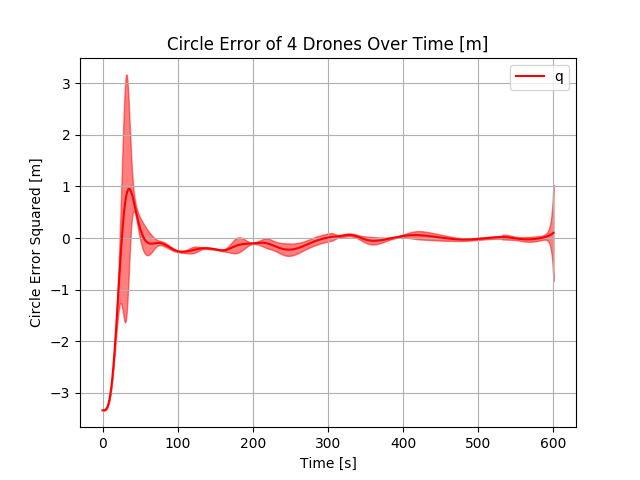 Circle Error of 4 Drones Over Time [m]
q
Circle Error Squared [m]
3
2
1
0
−1
−2
−3
0 100 200 300 400 500 600
Time [s]